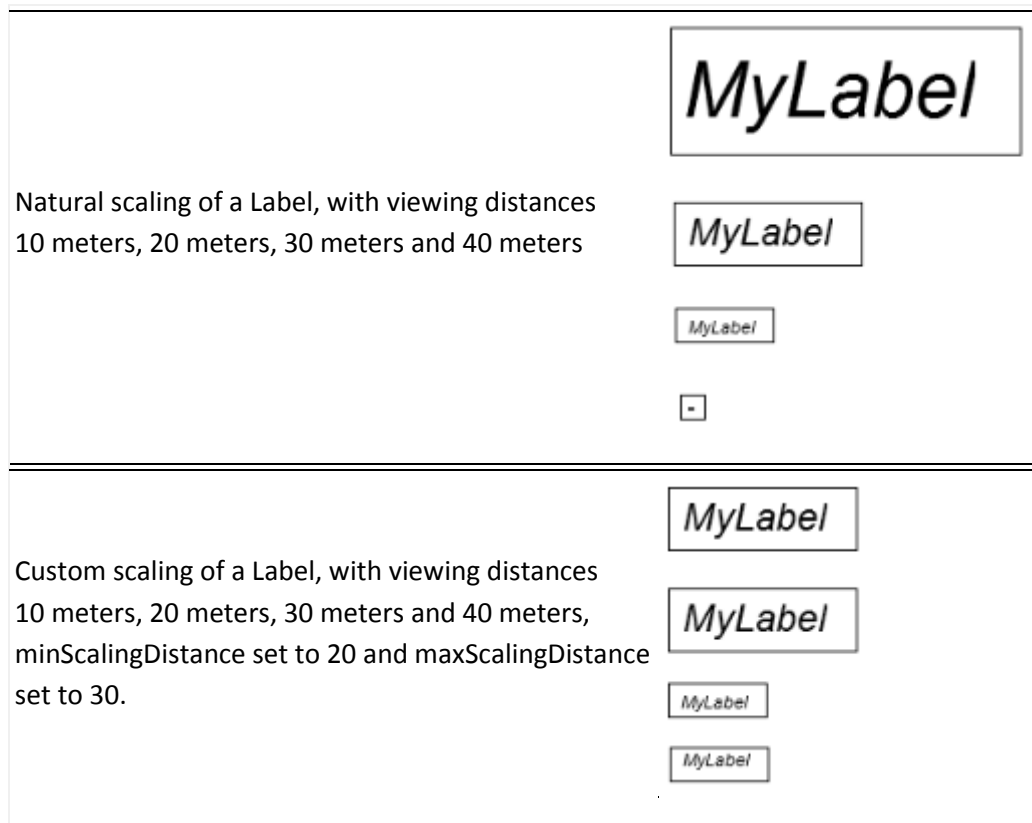 MyLabel
Natural scaling of a Label, with viewing distances
10 meters, 20 meters, 30 meters and 40 meters
MyLabel
MyLabel
-
MyLabel
Custom scaling of a Label, with viewing distances
10 meters, 20 meters, 30 meters and 40 meters,
minScalingDistance set to 20 and maxScalingDistance
set to 30.
MyLabel
MyLabel
MyLabel